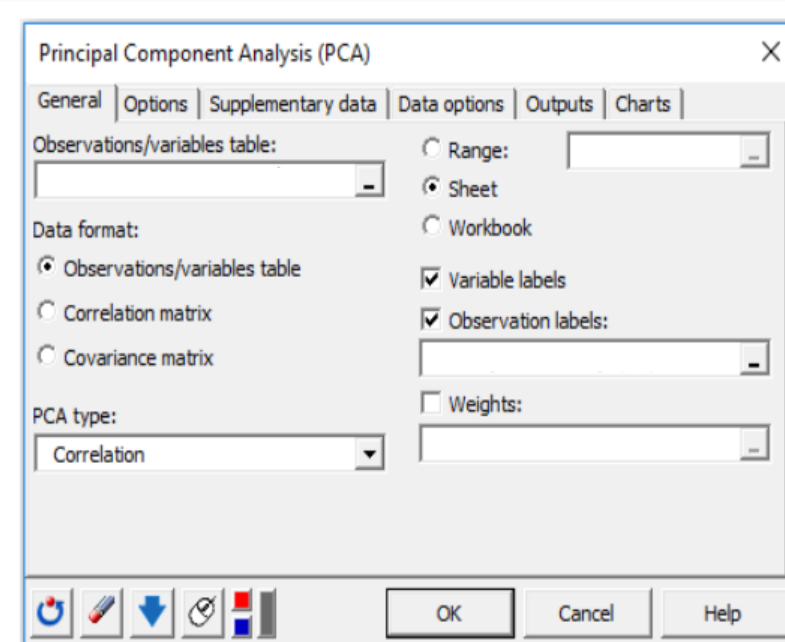 Principal Component Analysis (PCA)
General Options Supplementary data Data options Outputs Charts
Observations/variables table:
Data format:
Observations/variables table
Correlation matrix
Covariance matrix
PCA type:
Correlation
Range:
Sheet
Workbook
Variable labels
Observation labels:
Weights:
OK Cancel Help